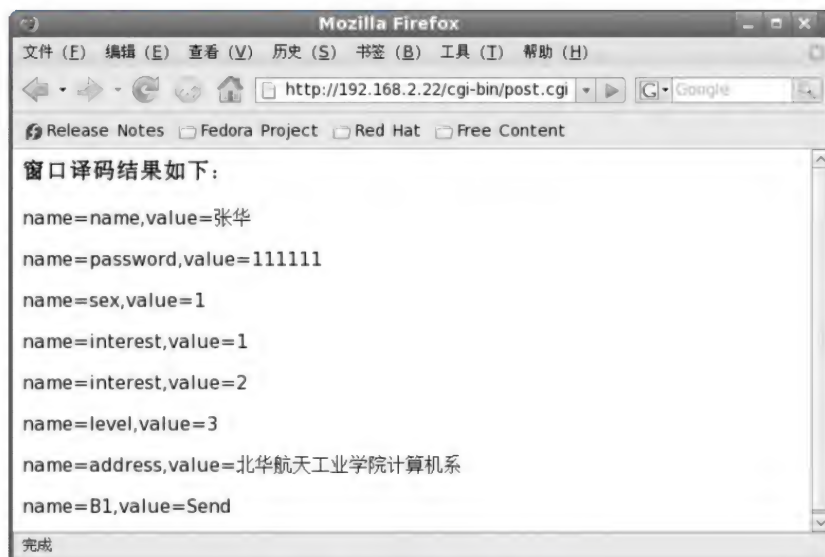 Mozilla Firefox
文件 (F) 编辑 (E) 查看 (V) 历史 (S) 书签 (B) 工具 (T) 帮助 (H)
http://192.168.2.22/cgi-bin/post.cgi G Google
Release Notes Fedora Project Red Hat Free Content
窗口译码结果如下:
name=name,value=张华
name=password,value=111111
name=sex,value=1
name=interest,value=1
name=interest,value=2
name=level,value=3
name=address,value=北华航天工业学院计算机系
name=B1,value=Send
完成